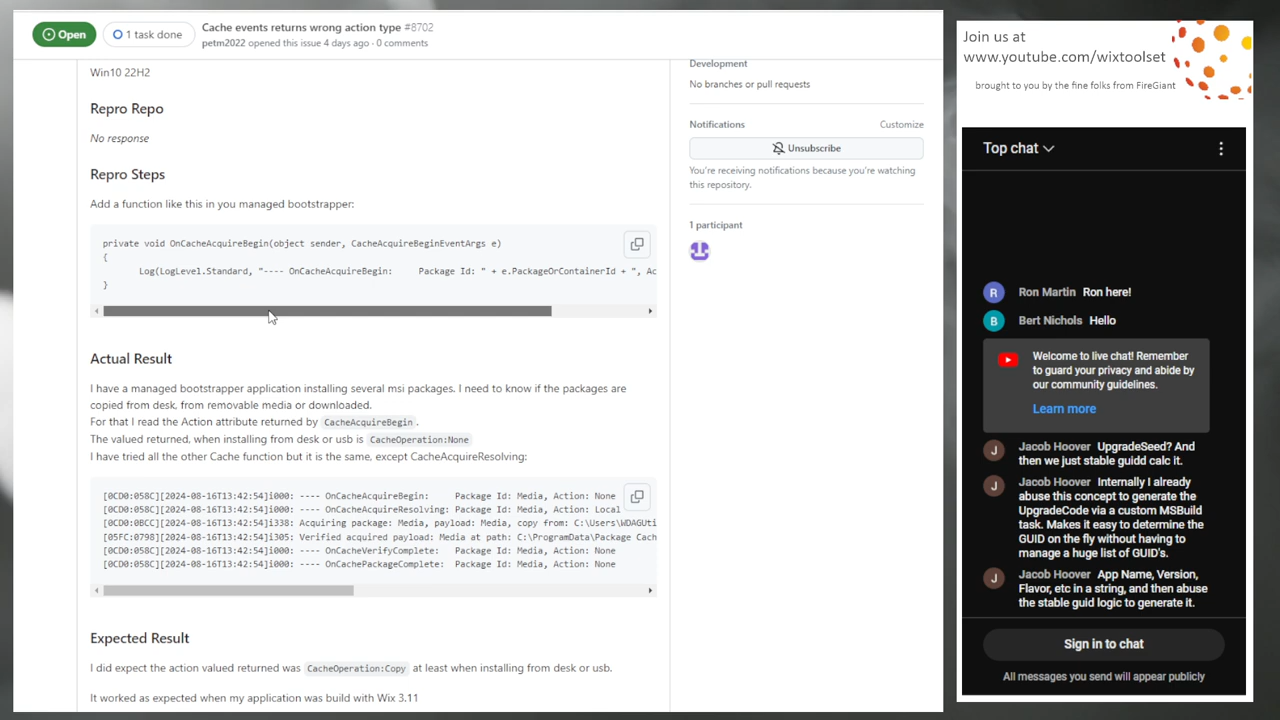 Open
1 task done
Cache events returns wrong action type #8702
petm2022 opened this issue 4 days ago · 0 comments
Win10 22H2
Repro Repo
No response
Repro Steps
Add a function like this in you managed bootstrapper:
private void OnCacheAcquireBegin(object sender, CacheAcquireBeginEventArgs e)
{
Log(LogLevel.Standard, "---- OnCacheAcquireBegin:    Package Id: " + e.PackageOrContainerId + ", Ac
}
Actual Result
I have a managed bootstrapper application installing several msi packages. I need to know if the packages are
copied from desk, from removable media or downloaded.
For that I read the Action attribute returned by CacheAcquireBegin.
The valued returned, when installing from desk or usb is CacheOperation:None
I have tried all the other Cache function but it is the same, except CacheAcquireResolving:
[0CD0:058C][2024-08-16T13:42:54]i000: ---- OnCacheAcquireBegin:    Package Id: Media, Action: None
[0CD0:058C][2024-08-16T13:42:54]i000: ---- OnCacheAcquireResolving: Package Id: Media, Action: Local
[0CD0:0BCC][2024-08-16T13:42:54]i338: Acquiring package: Media, payload: Media, copy from: C:\Users\WDAGUti
[05FC:0798][2024-08-16T13:42:54]i305: Verified acquired payload: Media at path: C:\ProgramData\Package Cach
[0CD0:058C][2024-08-16T13:42:54]i000: ---- OnCacheVerifyComplete:  Package Id: Media, Action: None
[0CD0:058C][2024-08-16T13:42:54]i000: ---- OnCachePackageComplete: Package Id: Media, Action: None
Expected Result
I did expect the action valued returned was CacheOperation:Copy at least when installing from desk or usb.
It worked as expected when my application was build with Wix 3.11
Development
No branches or pull requests
Notifications
Customize
Unsubscribe
You're receiving notifications because you're watching
this repository.
1 participant
Join us at
www.youtube.com/wixtoolset
brought to you by the fine folks from FireGiant
Top chat
R
Ron Martin Ron here!
B
Bert Nichols Hello
Welcome to live chat! Remember
to guard your privacy and abide by
our community guidelines.
Learn more
J
Jacob Hoover UpgradeSeed? And
then we just stable guidd calc it.
J
Jacob Hoover Internally I already
abuse this concept to generate the
UpgradeCode via a custom MSBuild
task. Makes it easy to determine the
GUID on the fly without having to
manage a huge list of GUID's.
J
Jacob Hoover App Name, Version,
Flavor, etc in a string, and then abuse
the stable guid logic to generate it.
Sign in to chat
All messages you send will appear publicly